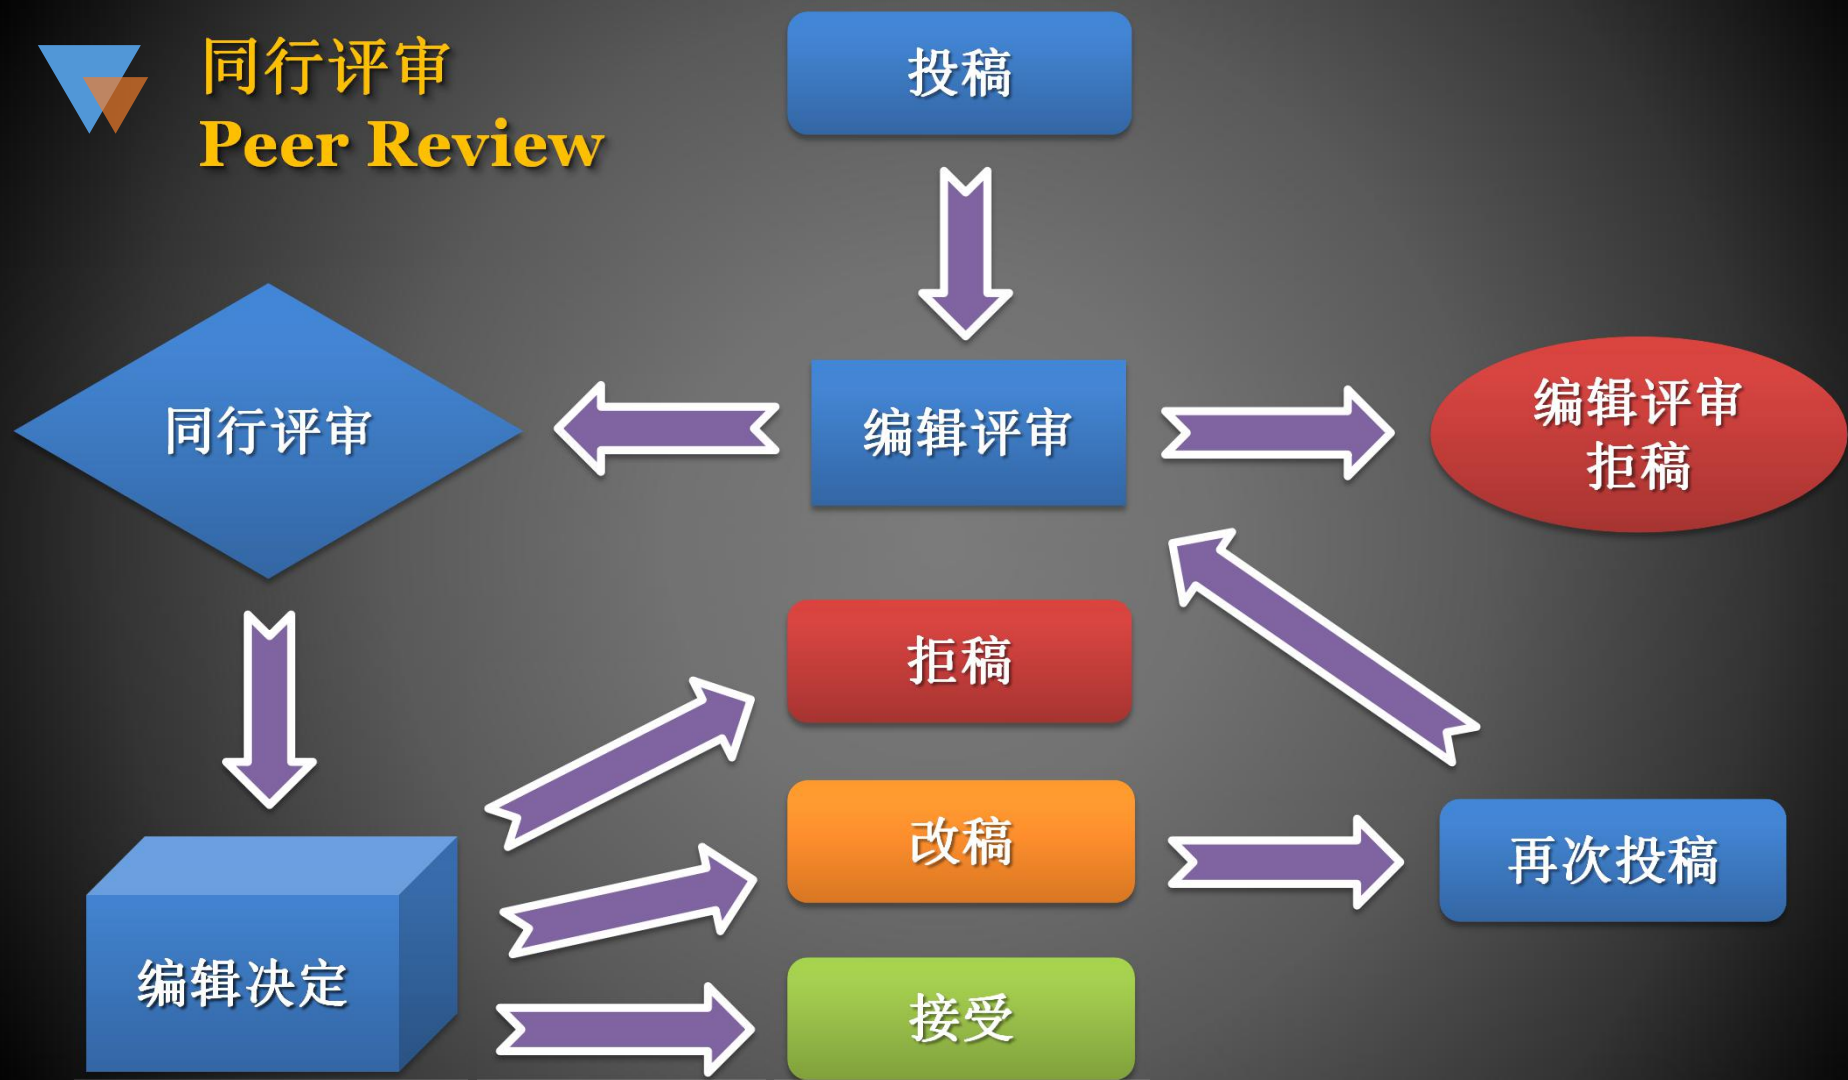 同行评审
Peer Review
投稿
同行评审
编辑评审
编辑评审
拒稿
拒稿
改稿
再次投稿
编辑决定
接受